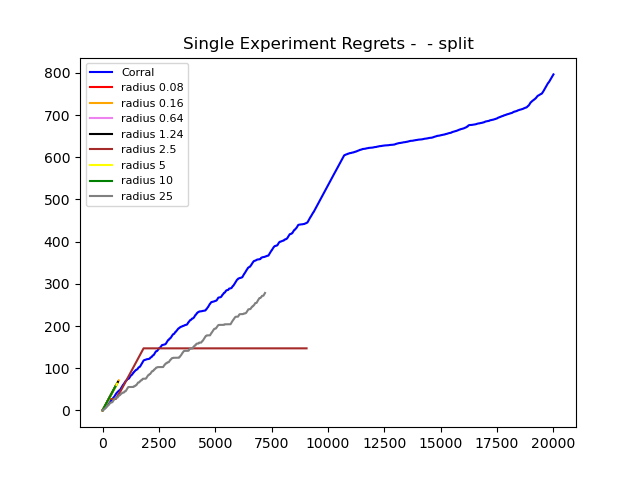 Single Experiment Regrets -  - split
800
700
600
500
400
300
200
100
0
Corral
radius 0.08
radius 0.16
radius 0.64
radius 1.24
radius 2.5
radius 5
radius 10
radius 25
0 2500 5000 7500 10000 12500 15000 17500 20000